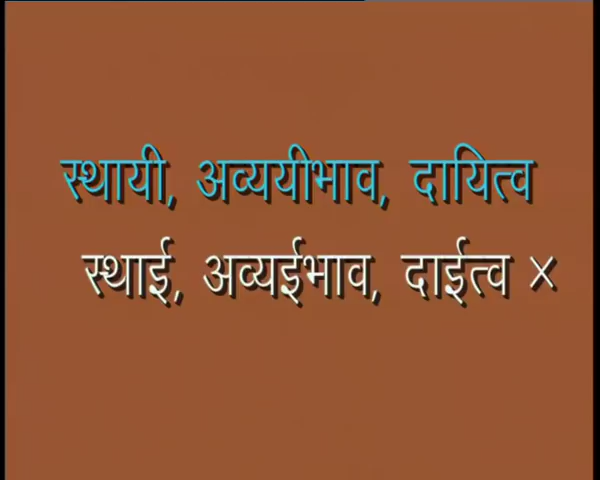 स्थायी, अव्ययीभाव, दायित्व
स्थाई, अव्यईभाव, दाईत्व ×